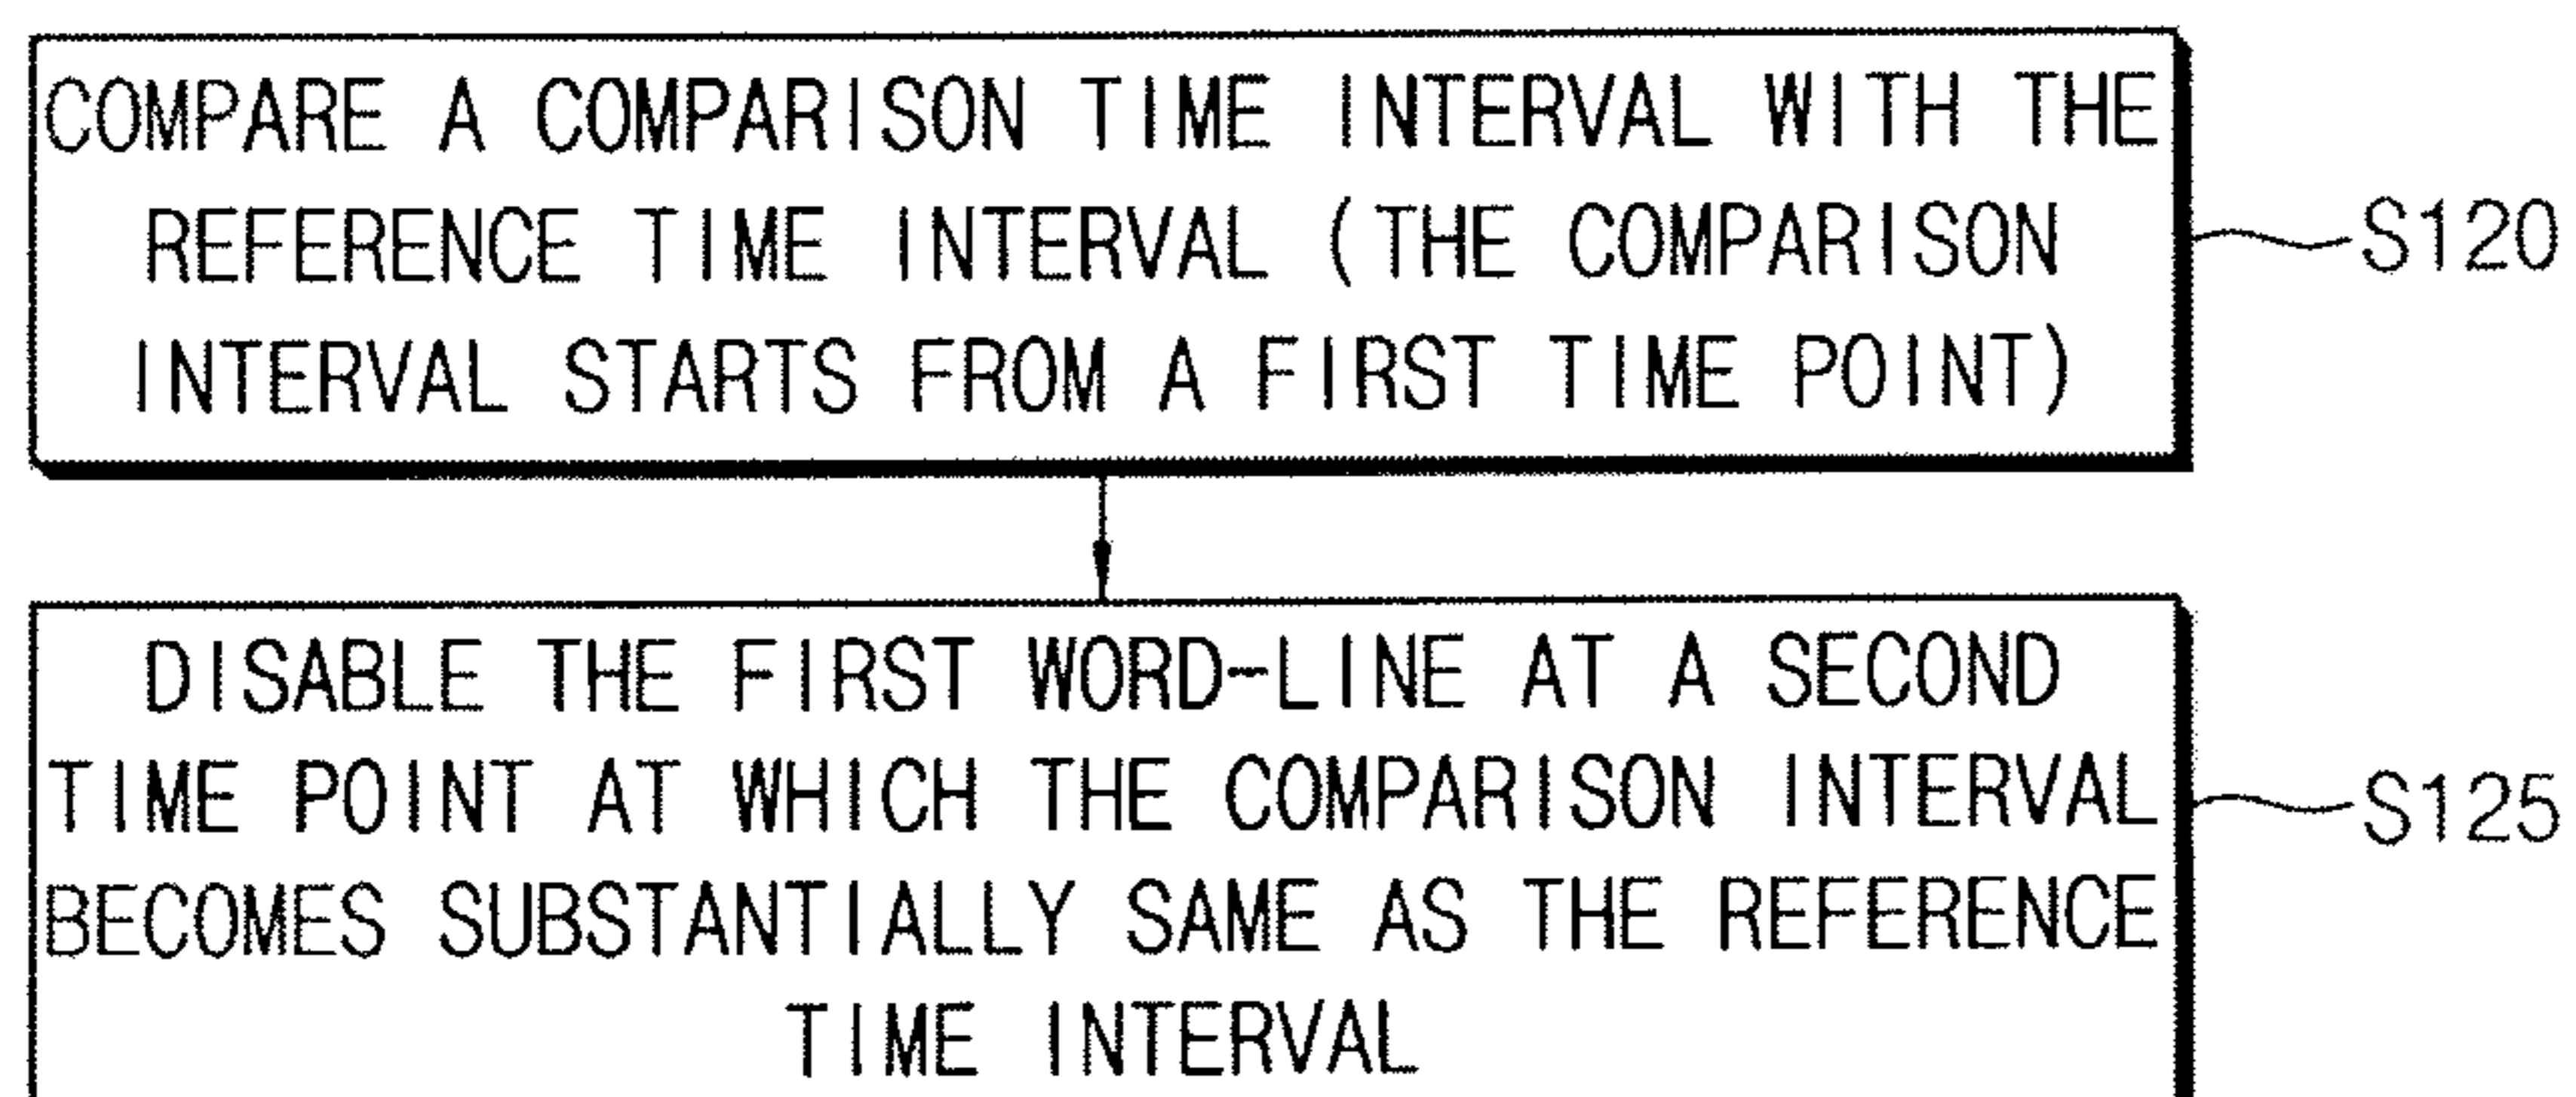 COMPARE A COMPARISON TIME INTERVAL WITH THE
REFERENCE TIME INTERVAL (THE COMPARISON
INTERVAL STARTS FROM A FIRST TIME POINT)
S120
DISABLE THE FIRST WORD-LINE AT A SECOND
TIME POINT AT WHICH THE COMPARISON INTERVAL
BECOMES SUBSTANTIALLY SAME AS THE REFERENCE
TIME INTERVAL
S125